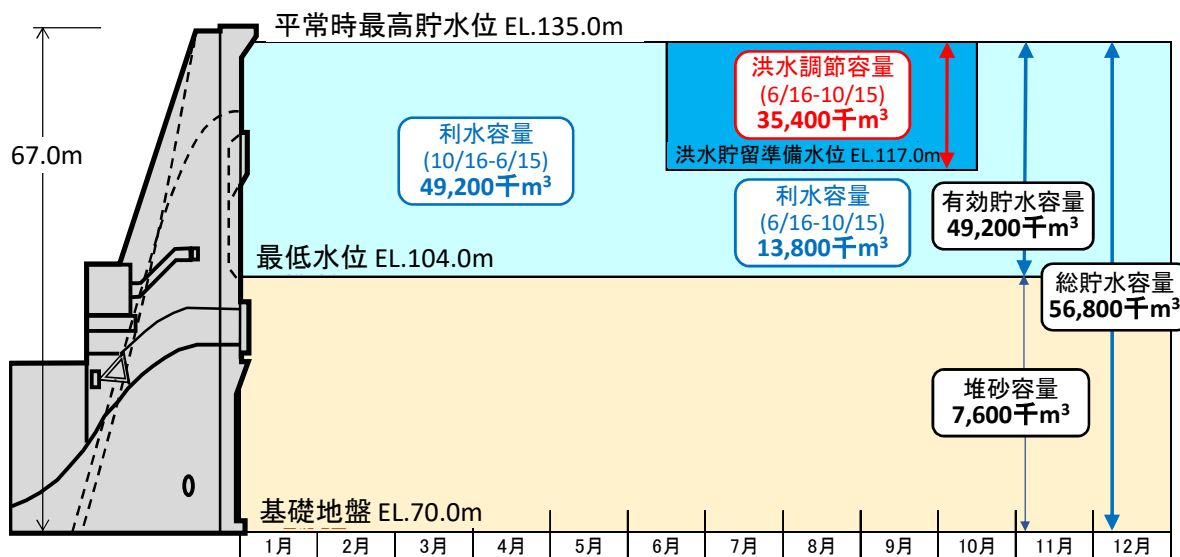 平常時最高貯水位 EL.135.0m
67.0m
洪水調節容量
(6/16-10/15)
35,400千m³
利水容量
(10/16-6/15)
49,200千m³
洪水貯留準備水位 EL.117.0m
利水容量
(6/16-10/15)
13,800千m³
有効貯水容量
49,200千m³
最低水位 EL.104.0m
総貯水容量
56,800千m³
堆砂容量
7,600千m³
基礎地盤 EL.70.0m
1月 2月 3月 4月 5月 6月 7月 8月 9月 10月 11月 12月